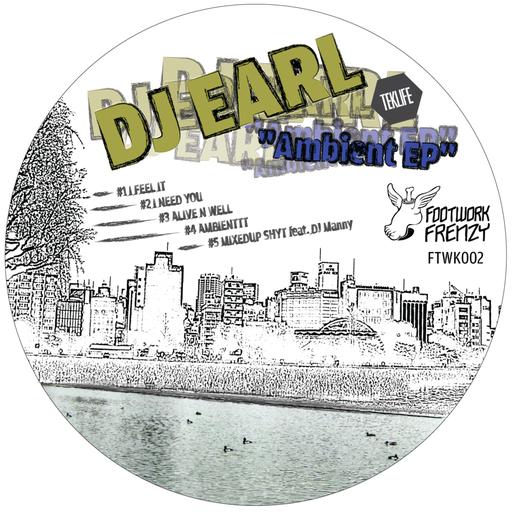 DJ EARL
TEKLIFE
"Ambient EP"
#1 I FEEL IT
#2 I NEED YOU
#3 ALIVE N WELL
#4 AMBIENTTT
#5 MIXEDUP SHYT feat. DJ Manny
FOOTWORK
FRENZY
FTWK002